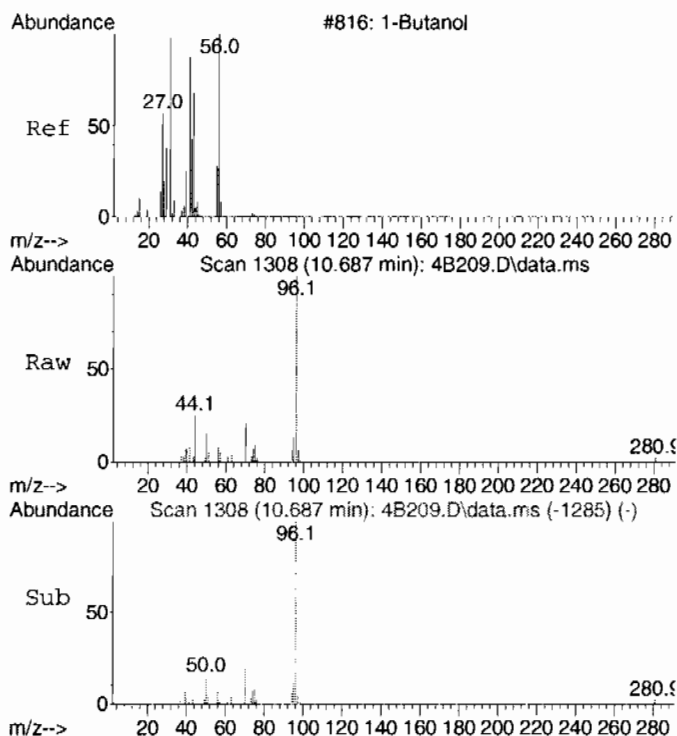 Abundance #816: 1-Butanol
56.0
27.0
Ref 50
0
m/z--> 20 40 60 80 100 120 140 160 180 200 220 240 260 280
Abundance Scan 1308 (10.687 min): 4B209.D\data.ms
96.1
Raw 50
44.1
280.9
0
m/z--> 20 40 60 80 100 120 140 160 180 200 220 240 260 280
Abundance Scan 1308 (10.687 min): 4B209.D\data.ms (-1285) (-)
96.1
Sub 50
50.0
280.9
0
m/z--> 20 40 60 80 100 120 140 160 180 200 220 240 260 280